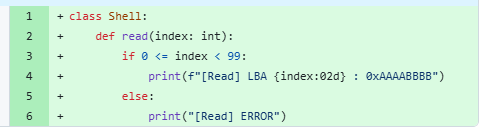 1 + class Shell:
2 +     def read(index: int):
3 +         if 0 <= index < 99:
4 +             print(f"[Read] LBA {index:02d} : 0xAAAABBBB")
5 +         else:
6 +             print("[Read] ERROR")